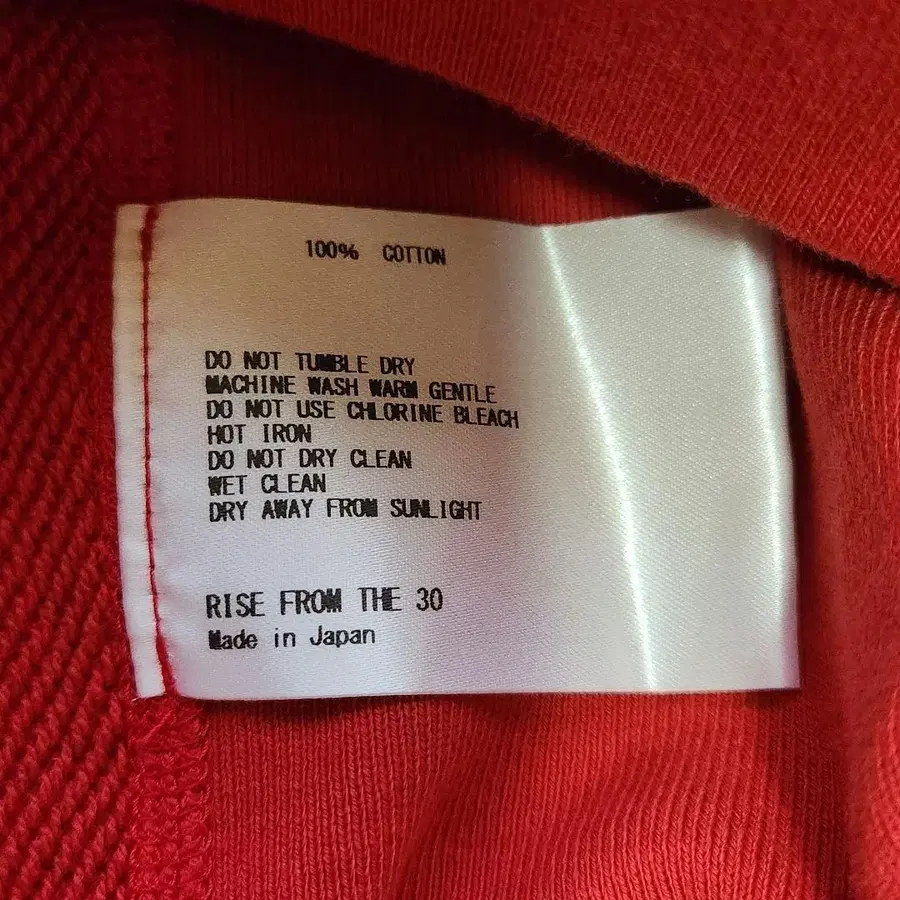 100% COTTON
DO NOT TUMBLE DRY
MACHINE WASH WARM GENTLE
DO NOT USE CHLORINE BLEACH
HOT IRON
DO NOT DRY CLEAN
WET CLEAN
DRY AWAY FROM SUNLIGHT
RISE FROM THE 30
Made in Japan